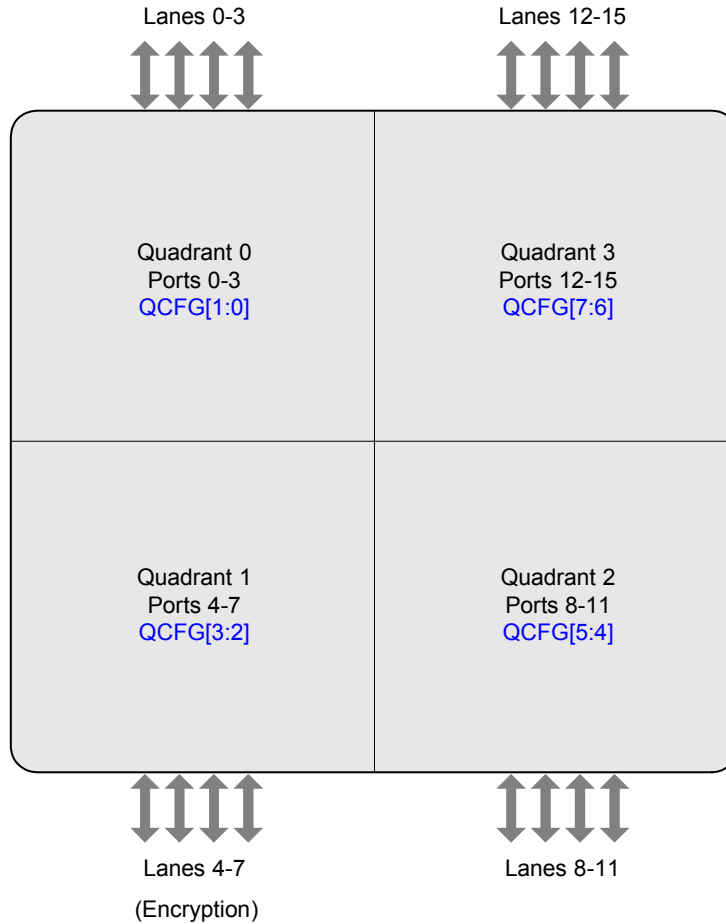 Lanes 0-3
Lanes 12-15
Quadrant 0
Ports 0-3
QCFG[1:0]
Quadrant 3
Ports 12-15
QCFG[7:6]
Quadrant 1
Ports 4-7
QCFG[3:2]
Quadrant 2
Ports 8-11
QCFG[5:4]
Lanes 4-7
(Encryption)
Lanes 8-11